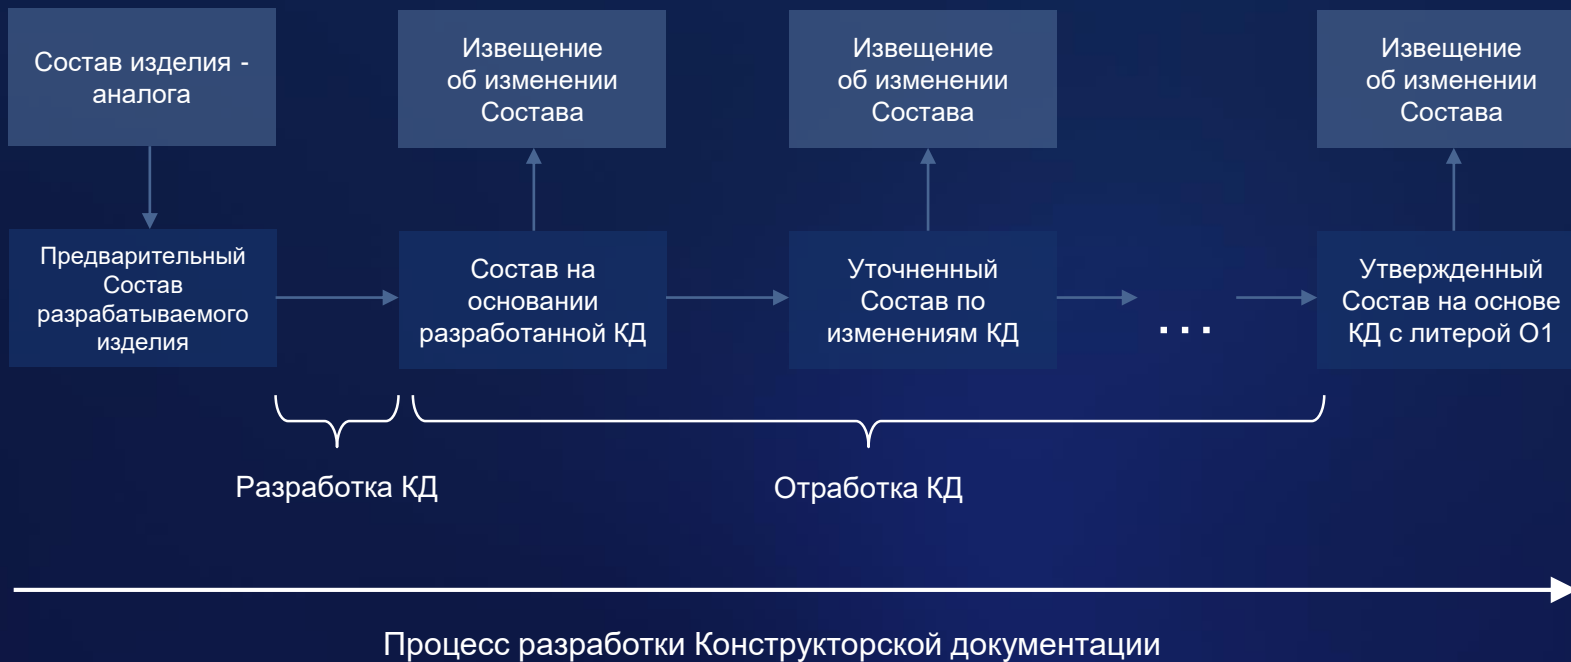 Состав изделия -
аналога
Извещение
об изменении
Состава
Извещение
об изменении
Состава
Извещение
об изменении
Состава
Предварительный
Состав
разрабатываемого
изделия
Состав на
основании
разработанной КД
Уточненный
Состав по
изменениям КД
...
Утвержденный
Состав на основе
КД с литерой О1
Разработка КД
Отработка КД
Процесс разработки Конструкторской документации